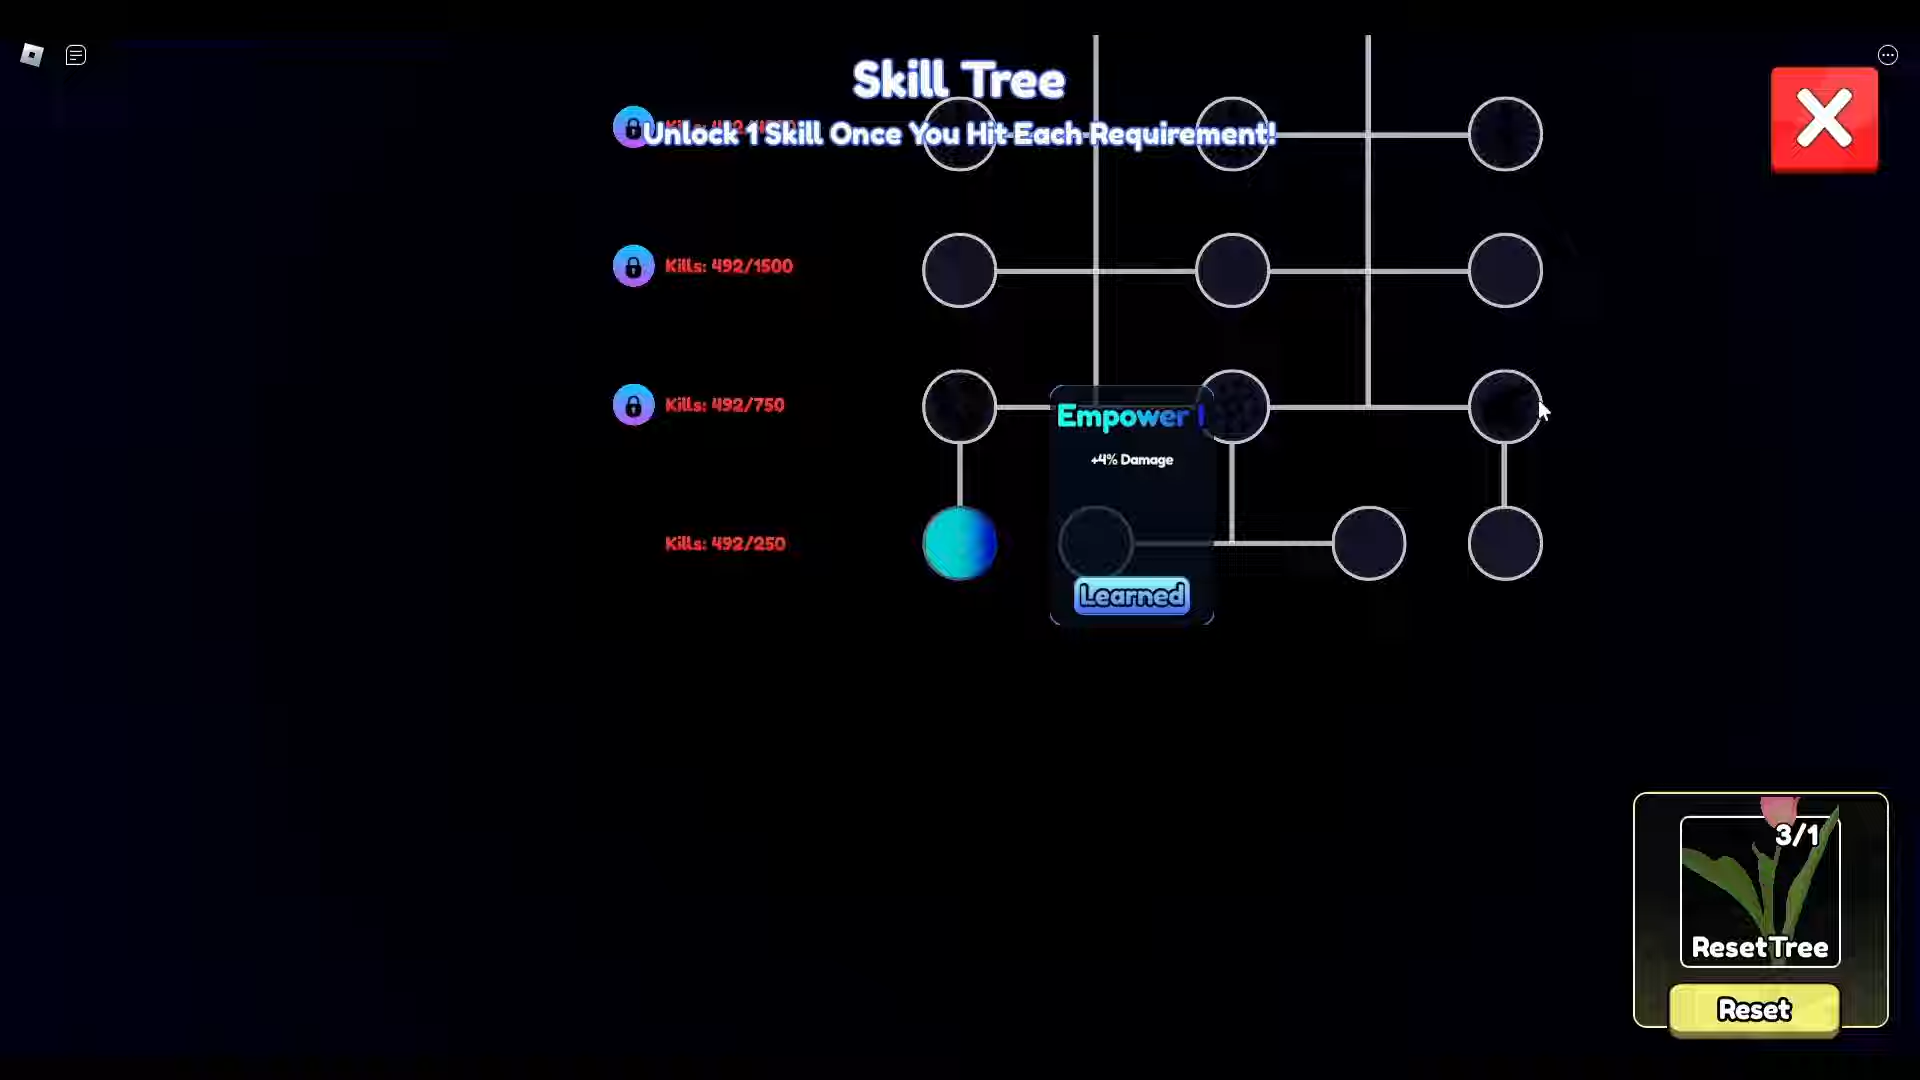 Skill Tree
Unlock 1 Skill Once You Hit Each Requirement!
Kills: 492/1500
Kills: 492/750
Empower I
+4% Damage
Kills: 492/250
Learned
3/1
Reset Tree
Reset